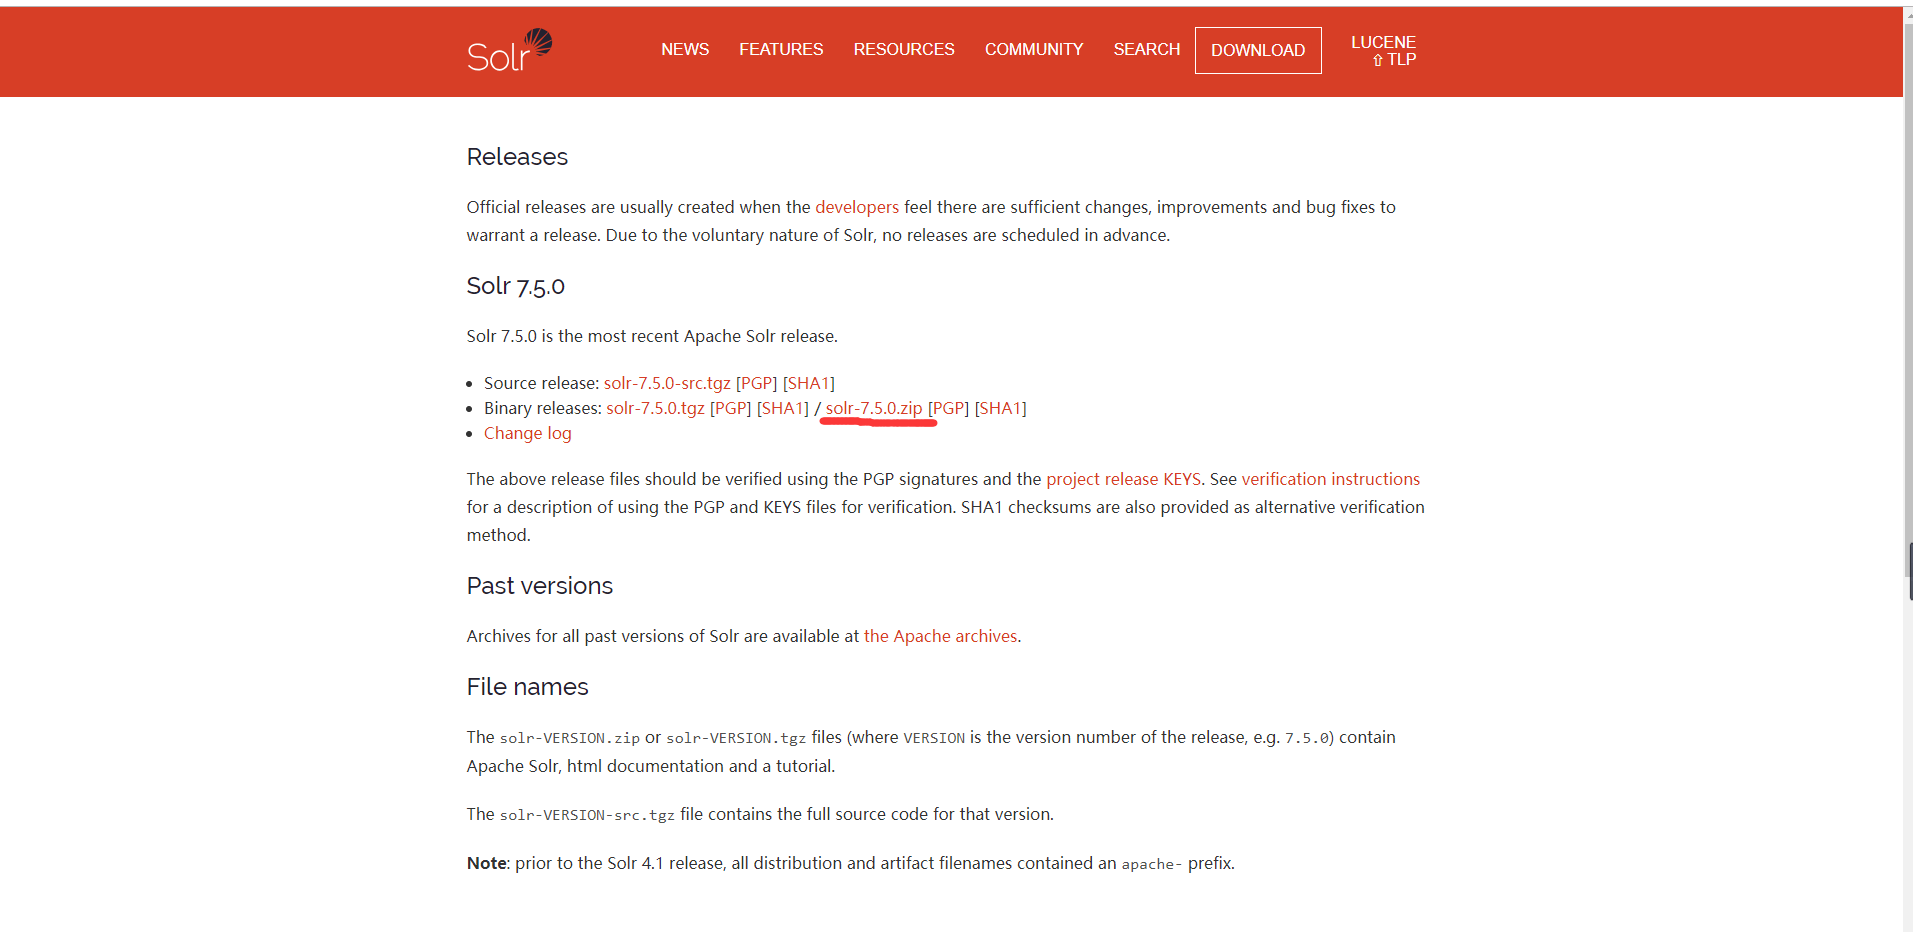 Solr
NEWS FEATURES RESOURCES COMMUNITY SEARCH DOWNLOAD LUCENE
⇧ TLP
Releases
Official releases are usually created when the developers feel there are sufficient changes, improvements and bug fixes to
warrant a release. Due to the voluntary nature of Solr, no releases are scheduled in advance.
Solr 7.5.0
Solr 7.5.0 is the most recent Apache Solr release.
• Source release: solr-7.5.0-src.tgz [PGP] [SHA1]
• Binary releases: solr-7.5.0.tgz [PGP] [SHA1] / solr-7.5.0.zip [PGP] [SHA1]
• Change log
The above release files should be verified using the PGP signatures and the project release KEYS. See verification instructions
for a description of using the PGP and KEYS files for verification. SHA1 checksums are also provided as alternative verification
method.
Past versions
Archives for all past versions of Solr are available at the Apache archives.
File names
The solr-VERSION.zip or solr-VERSION.tgz files (where VERSION is the version number of the release, e.g. 7.5.0) contain
Apache Solr, html documentation and a tutorial.
The solr-VERSION-src.tgz file contains the full source code for that version.
Note: prior to the Solr 4.1 release, all distribution and artifact filenames contained an apache- prefix.